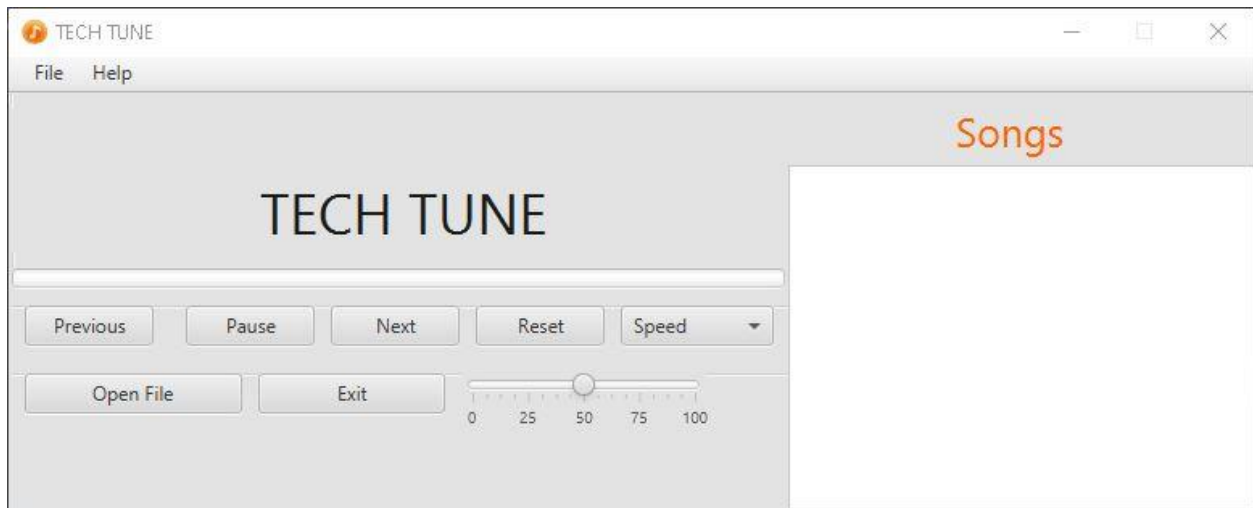 TECH TUNE
File Help
Songs
TECH TUNE
Previous Pause Next Reset Speed
Open File Exit
0 25 50 75 100